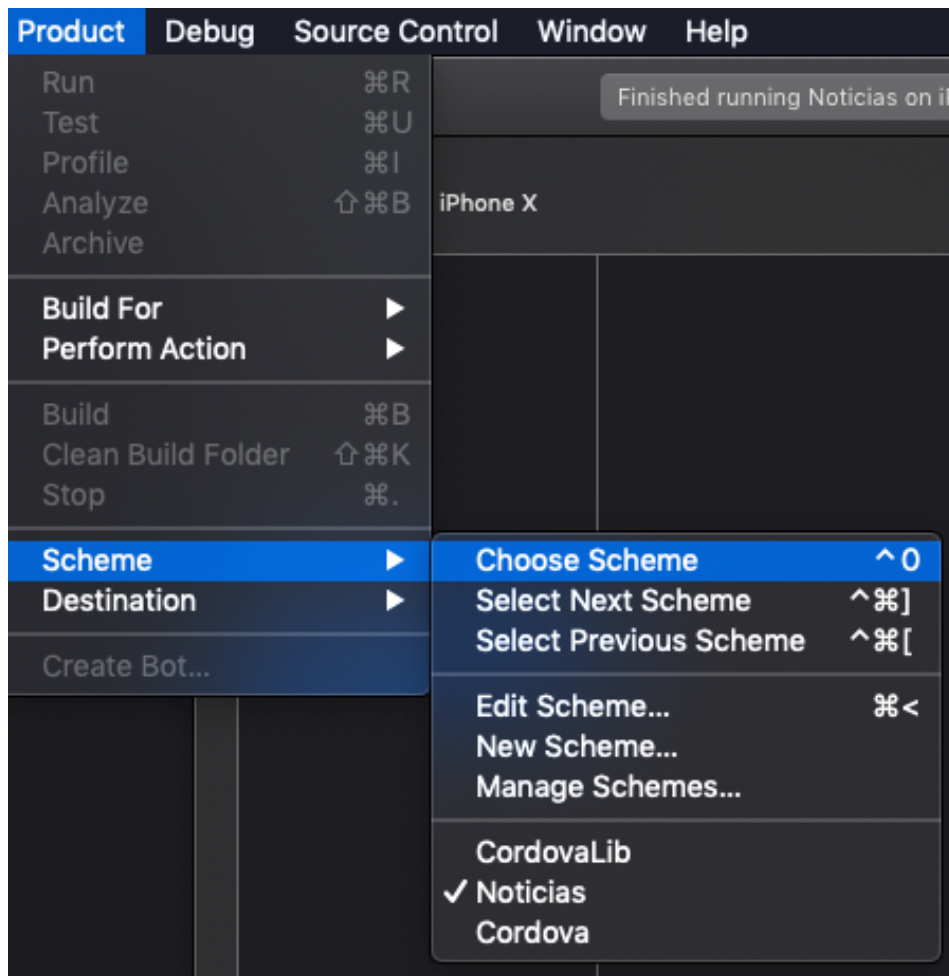 Product Debug Source Control Window Help
Run ⌘R
Test ⌘U
Profile ⌘I
Analyze ⇧⌘B
Archive
Finished running Noticias on
iPhone X
Build For ▶
Perform Action ▶
Build ⌘B
Clean Build Folder ⇧⌘K
Stop ⌘.
Scheme ▶
Destination ▶
Create Bot...
Choose Scheme ^0
Select Next Scheme ^⌘]
Select Previous Scheme ^⌘[
Edit Scheme... ⌘<
New Scheme...
Manage Schemes...
CordovaLib
✓ Noticias
Cordova